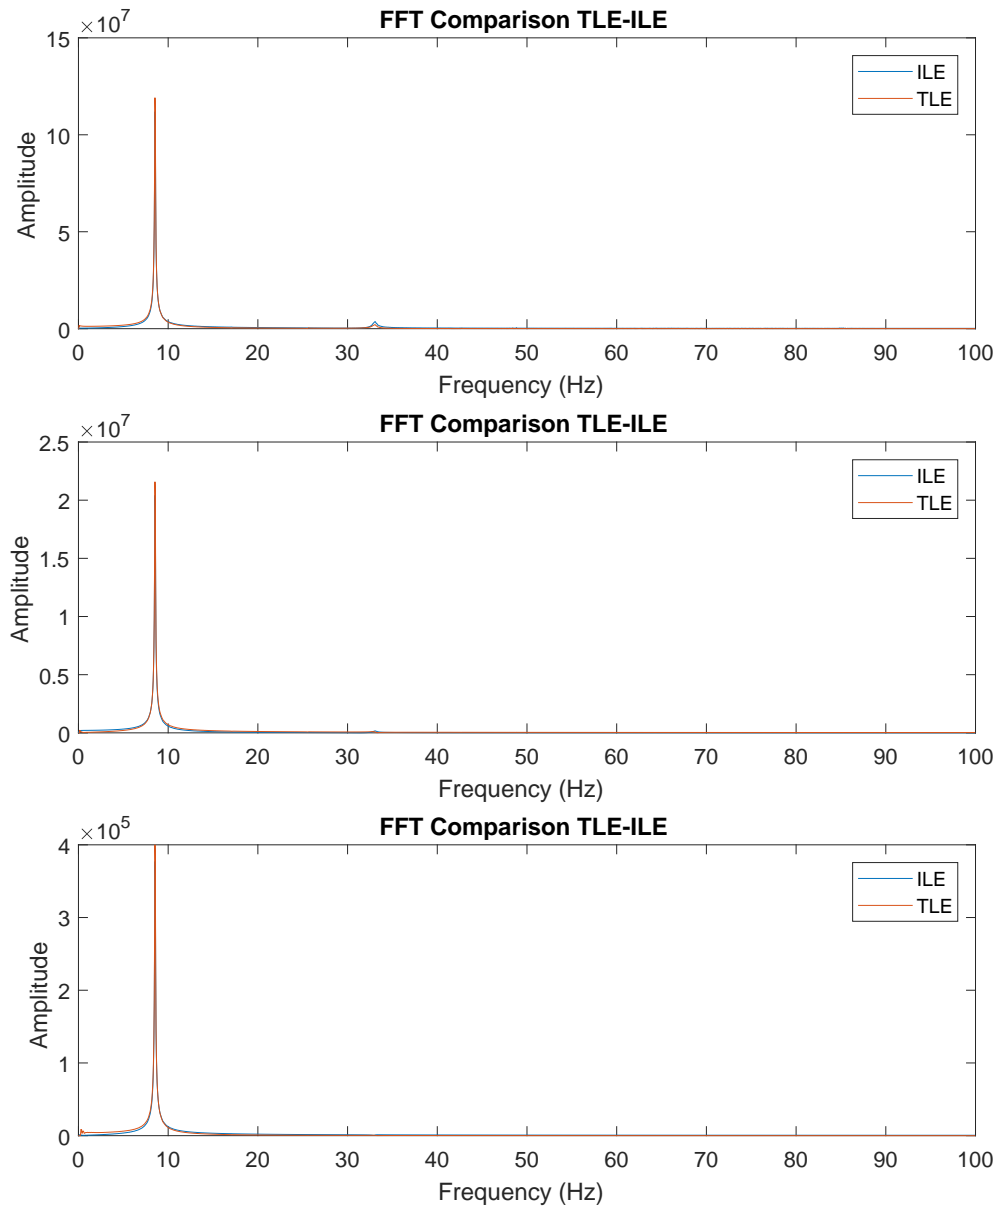 FFT Comparison TLE-ILE
×10^7
15
10
5
0
Amplitude
ILE
TLE
0 10 20 30 40 50 60 70 80 90 100
Frequency (Hz)
FFT Comparison TLE-ILE
×10^7
2.5
2
1.5
1
0.5
0
Amplitude
ILE
TLE
0 10 20 30 40 50 60 70 80 90 100
Frequency (Hz)
FFT Comparison TLE-ILE
×10^5
4
3
2
1
0
Amplitude
ILE
TLE
0 10 20 30 40 50 60 70 80 90 100
Frequency (Hz)